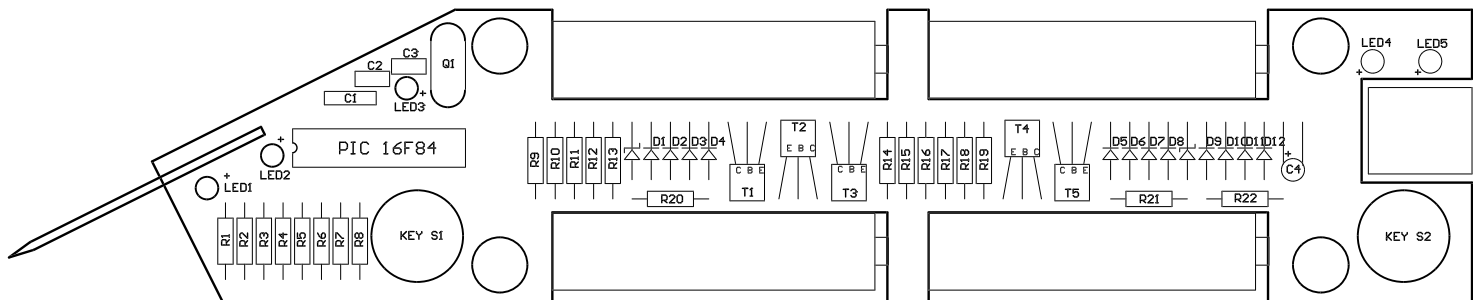 LED4 LED5
C3
C2
Q1
C1
LED3
+
+
+
+
PIC 16F84
LED2
+
LED1
R1 R2 R3 R4 R5 R6 R7 R8
KEY S1
R9 R10 R11 R12 R13
D1 D2 D3 D4
R20
C B E
T1
T2
E B C
C B E
T3
R14 R15 R16 R17 R18 R19
T4
E B C
C B E
T5
D5 D6 D7 D8 D9 D10 D11 D12
R21
R22
+
C4
KEY S2